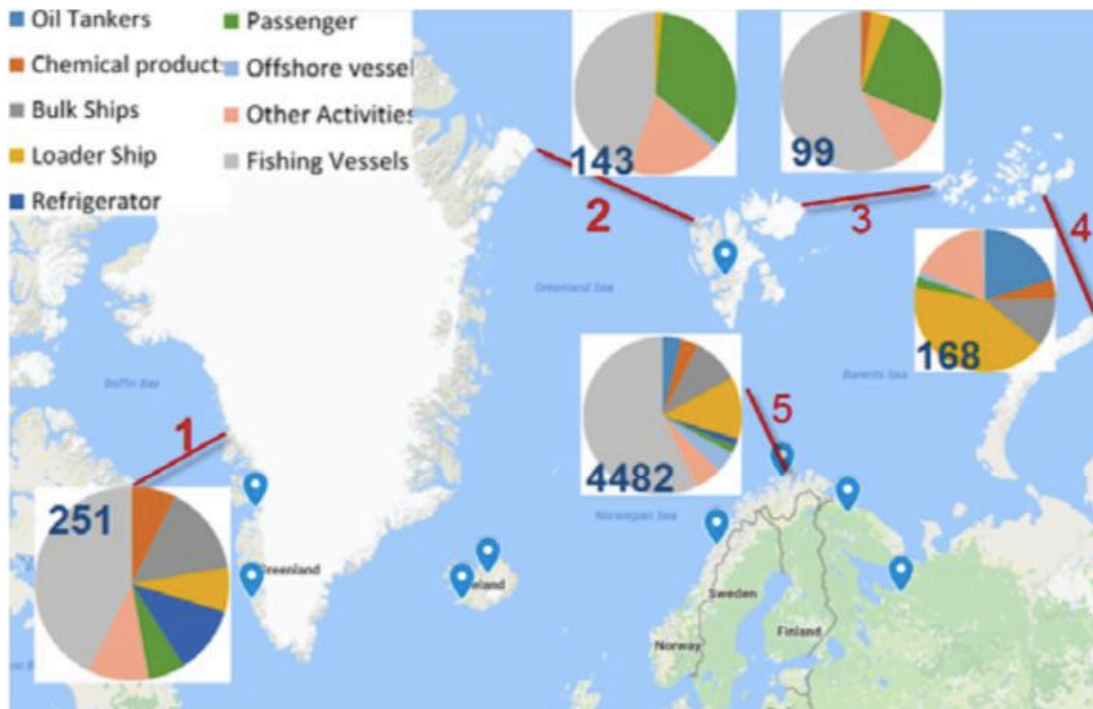 Oil Tankers
Passenger
Chemical product
Offshore vessel
Bulk Ships
Other Activities
Loader Ship
Fishing Vessels
Refrigerator
143
99
2
3
4
Greenland Sea
168
Baffin Bay
Barents Sea
1
5
4482
251
Norwegian Sea
Greenland
eland
Sweden
Norway
Finland